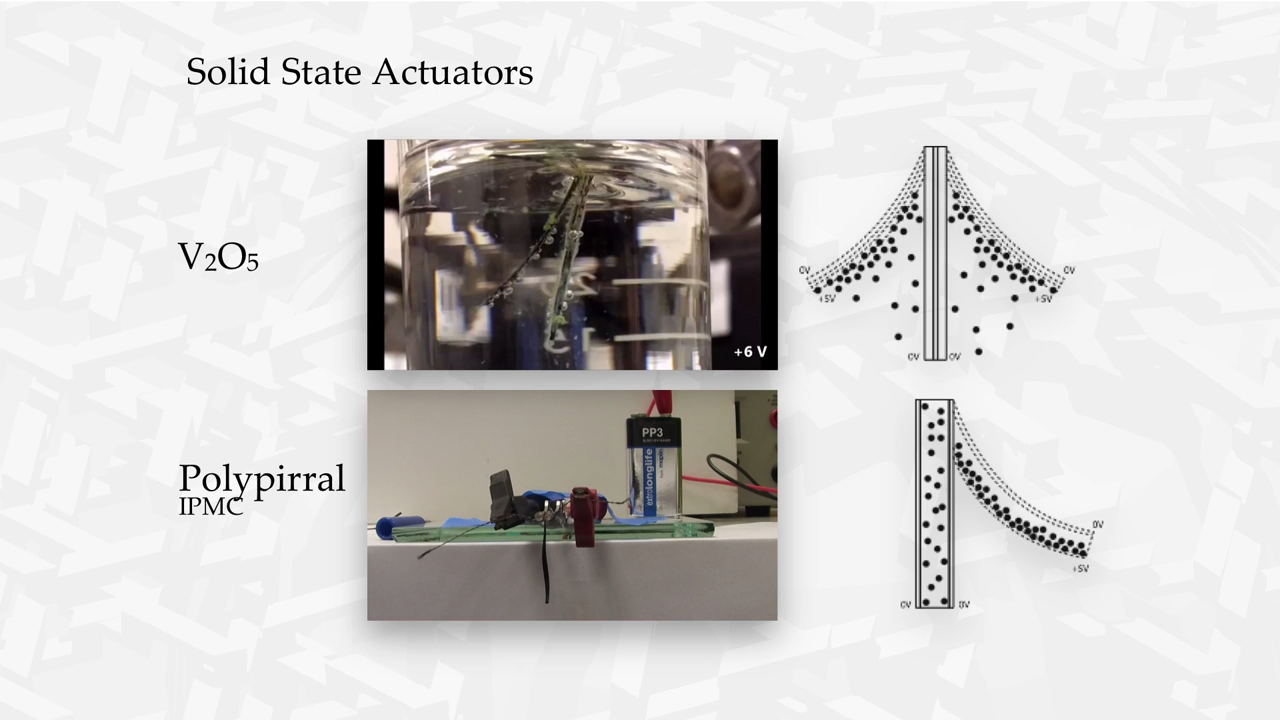 Solid State Actuators
V₂O₅
+6 V
0V
+5V
0V
+5V
0V
0V
Polypirral
IPMC
PP3
extralonglife
0V
+5V
0V
0V